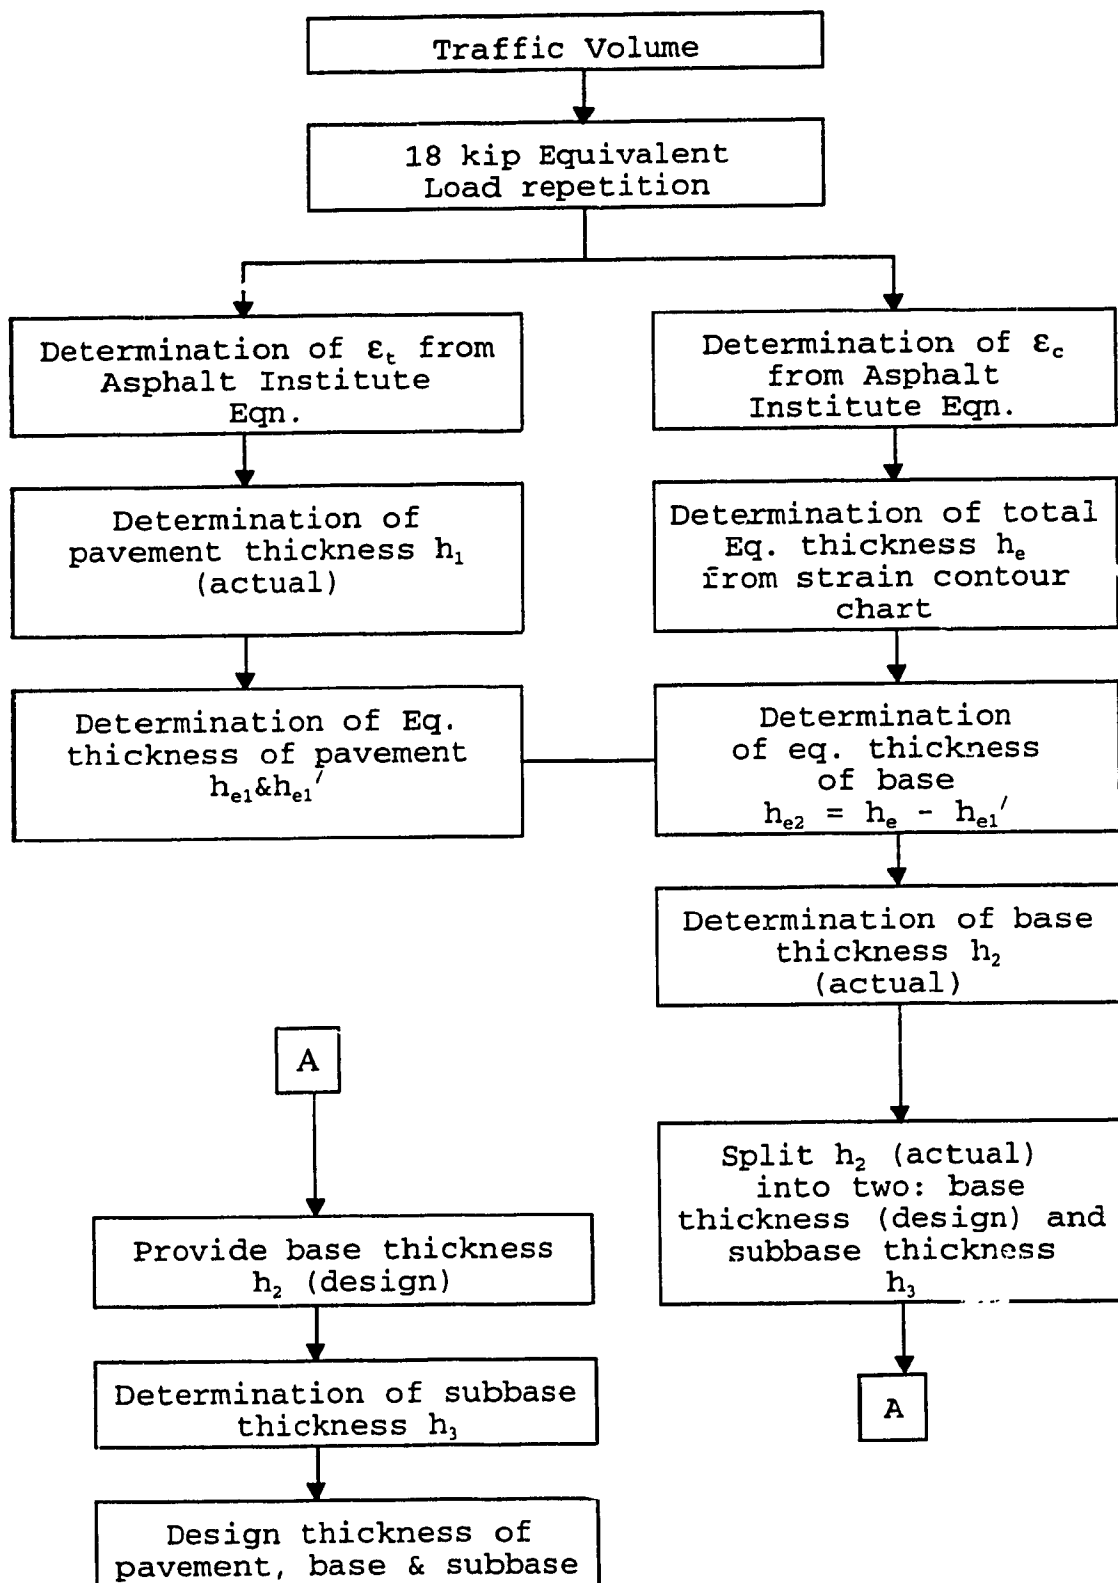 Traffic Volume
18 kip Equivalent
Load repetition
Determination of εₜ from
Asphalt Institute
Eqn.
Determination of ε꜀
from Asphalt
Institute Eqn.
Determination of
pavement thickness h₁
(actual)
Determination of total
Eq. thickness hₑ
from strain contour
chart
Determination of Eq.
thickness of pavement
hₑ₁&hₑ₁′
Determination
of eq. thickness
of base
hₑ₂ = hₑ - hₑ₁′
Determination of base
thickness h₂
(actual)
Split h₂ (actual)
into two: base
thickness (design) and
subbase thickness
h₃
A
A
Provide base thickness
h₂ (design)
Determination of subbase
thickness h₃
Design thickness of
pavement, base & subbase